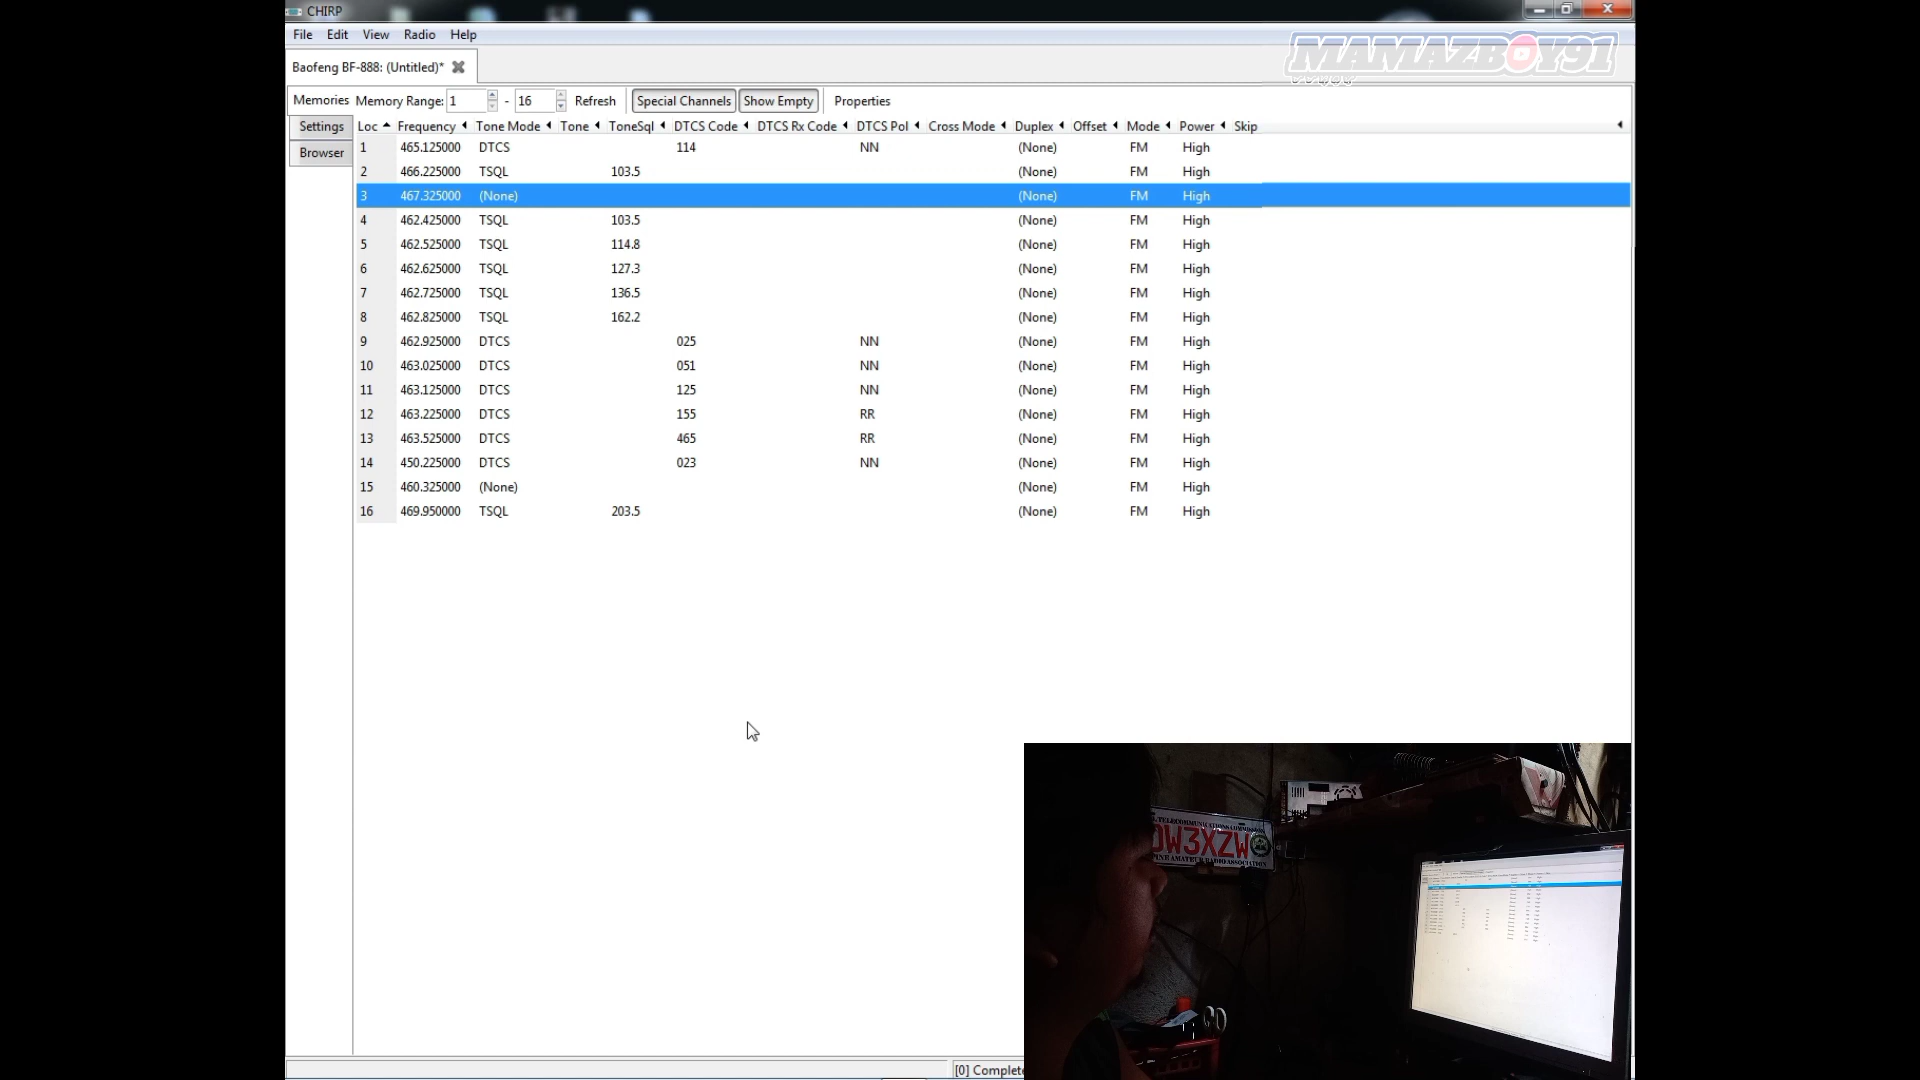 CHIRP
MAMAZBOY91
File Edit View Radio Help
Baofeng BF-888: (Untitled)*
Memories Memory Range: 1 - 16 Refresh Special Channels Show Empty Properties
Settings
Browser
Loc Frequency Tone Mode Tone ToneSql DTCS Code DTCS Rx Code DTCS Pol Cross Mode Duplex Offset Mode Power Skip
1 465.125000 DTCS 114 NN (None) FM High
2 466.225000 TSQL 103.5 (None) FM High
3 467.325000 (None) (None) FM High
4 462.425000 TSQL 103.5 (None) FM High
5 462.525000 TSQL 114.8 (None) FM High
6 462.625000 TSQL 127.3 (None) FM High
7 462.725000 TSQL 136.5 (None) FM High
8 462.825000 TSQL 162.2 (None) FM High
9 462.925000 DTCS 025 NN (None) FM High
10 463.025000 DTCS 051 NN (None) FM High
11 463.125000 DTCS 125 NN (None) FM High
12 463.225000 DTCS 155 RR (None) FM High
13 463.525000 DTCS 465 RR (None) FM High
14 450.225000 DTCS 023 NN (None) FM High
15 460.325000 (None) (None) FM High
16 469.950000 TSQL 203.5 (None) FM High
TELECOMMUNICATIONS COMMISSION
DW3XZW
PINE AMATEUR RADIO ASSOCIATION
[0] Complete